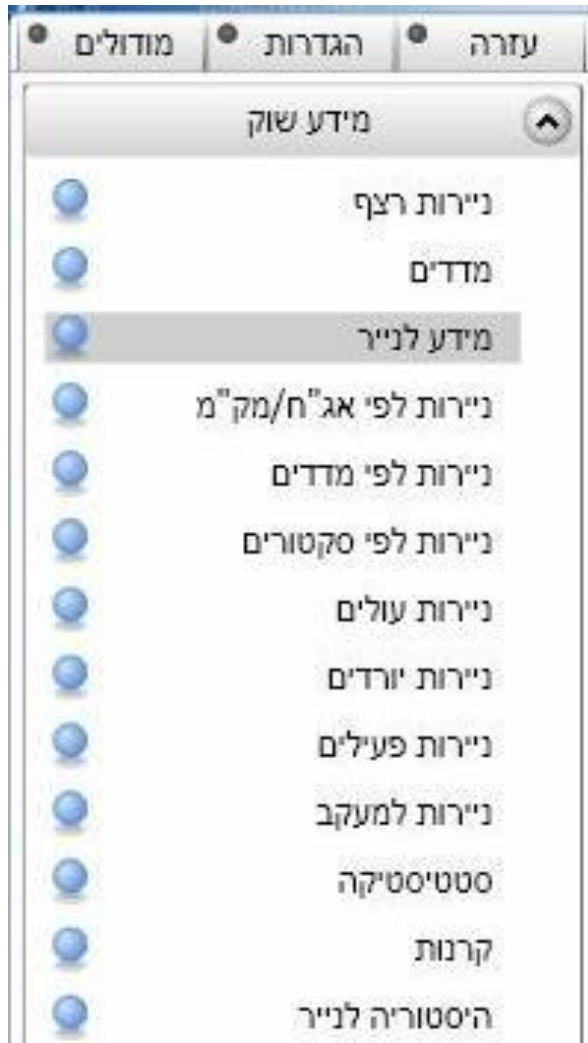 עזרה הגדרות מודולים
מידע שוק
ניירות רצף
מדדים
מידע לנייר
ניירות לפי אג"ח/מק"מ
ניירות לפי מדדים
ניירות לפי סקטורים
ניירות עולים
ניירות יורדים
ניירות פעילים
ניירות למעקב
סטטיסטיקה
קרנות
היסטוריה לנייר